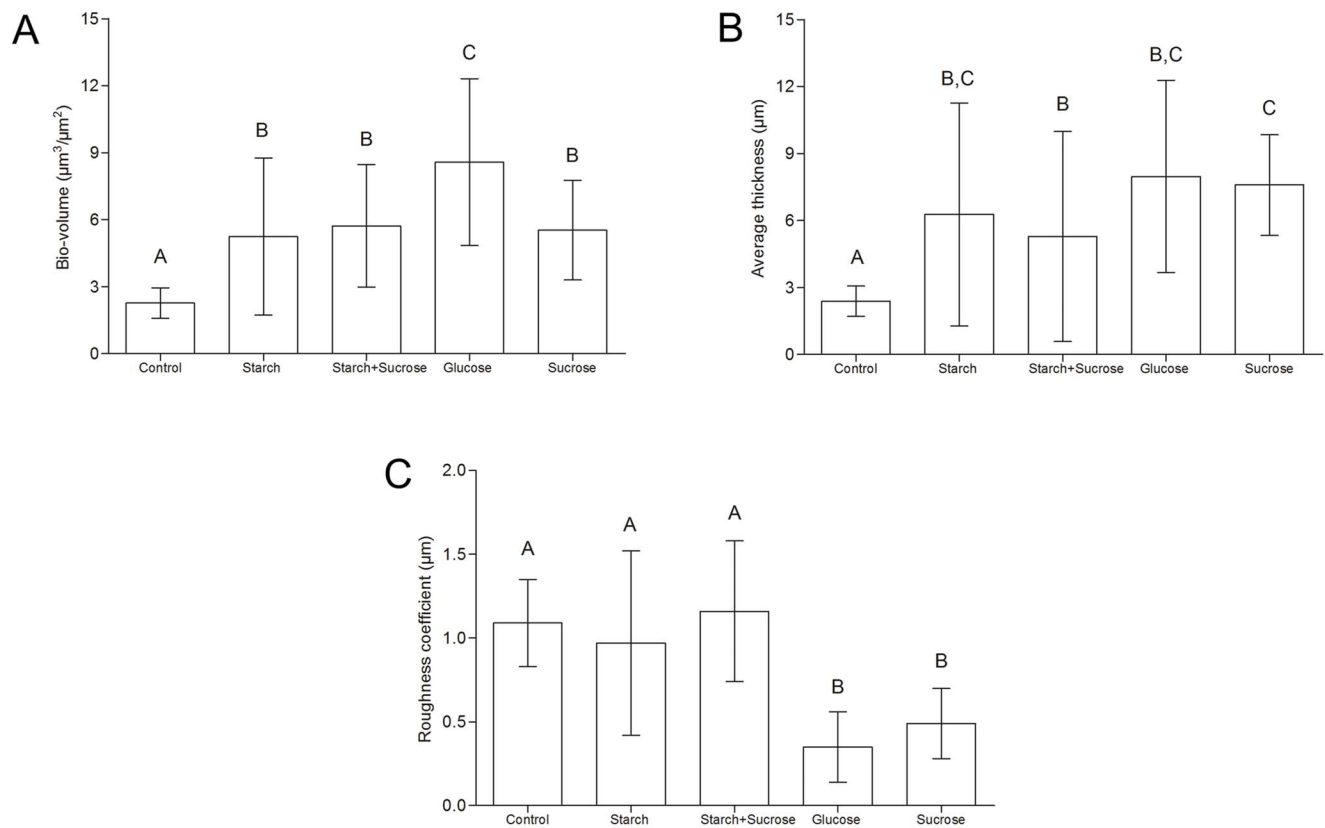 A
Bio-volume (µm³/µm²)
15
12
9
6
3
0
A
B
B
C
B
Control Starch Starch+Sucrose Glucose Sucrose
B
Average thickness (µm)
15
12
9
6
3
0
A
B,C
B
B,C
C
Control Starch Starch+Sucrose Glucose Sucrose
C
Roughness coefficient (µm)
2.0
1.5
1.0
0.5
0.0
A
A
A
B
B
Control Starch Starch+Sucrose Glucose Sucrose